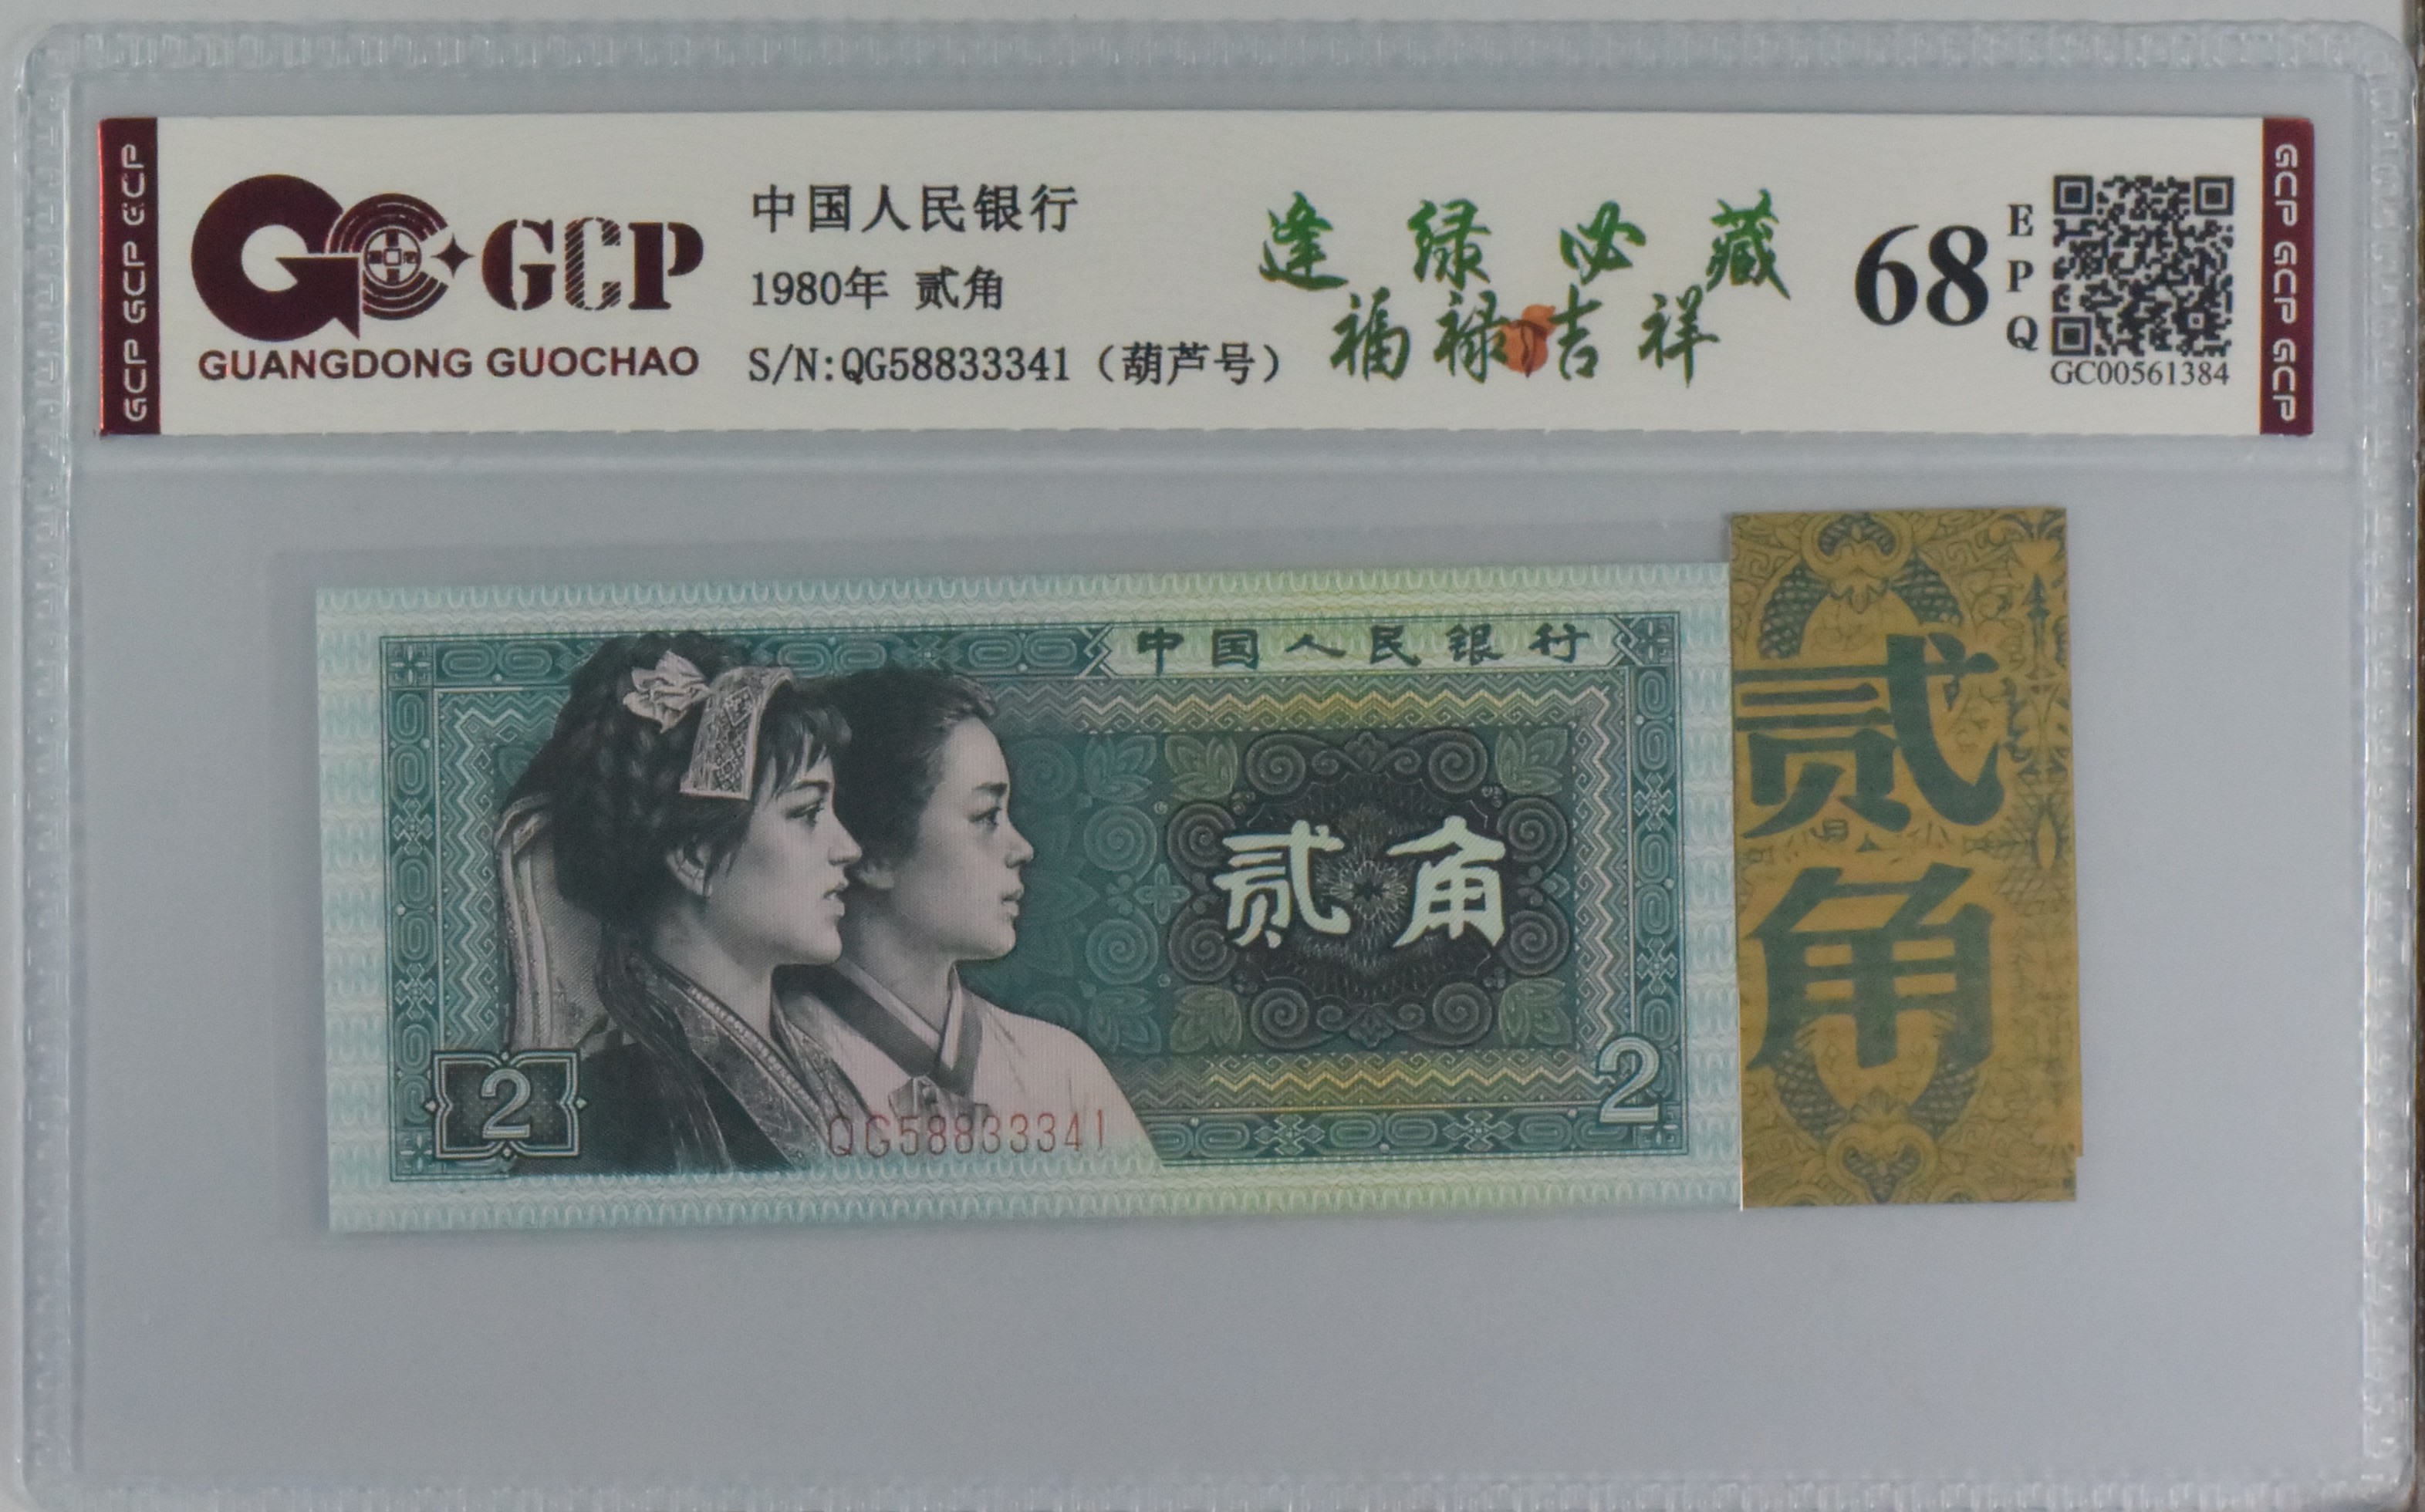 GCP GCP GCP
GCP
GUANGDONG GUOCHAO
中国人民银行
1980年 贰角
S/N:QG58833341（葫芦号）
逢绿必藏
福禄吉祥
68
EPQ
GC00561384
GCP GCP GCP
中国人民银行
贰角
2
2
QG58833341
贰角